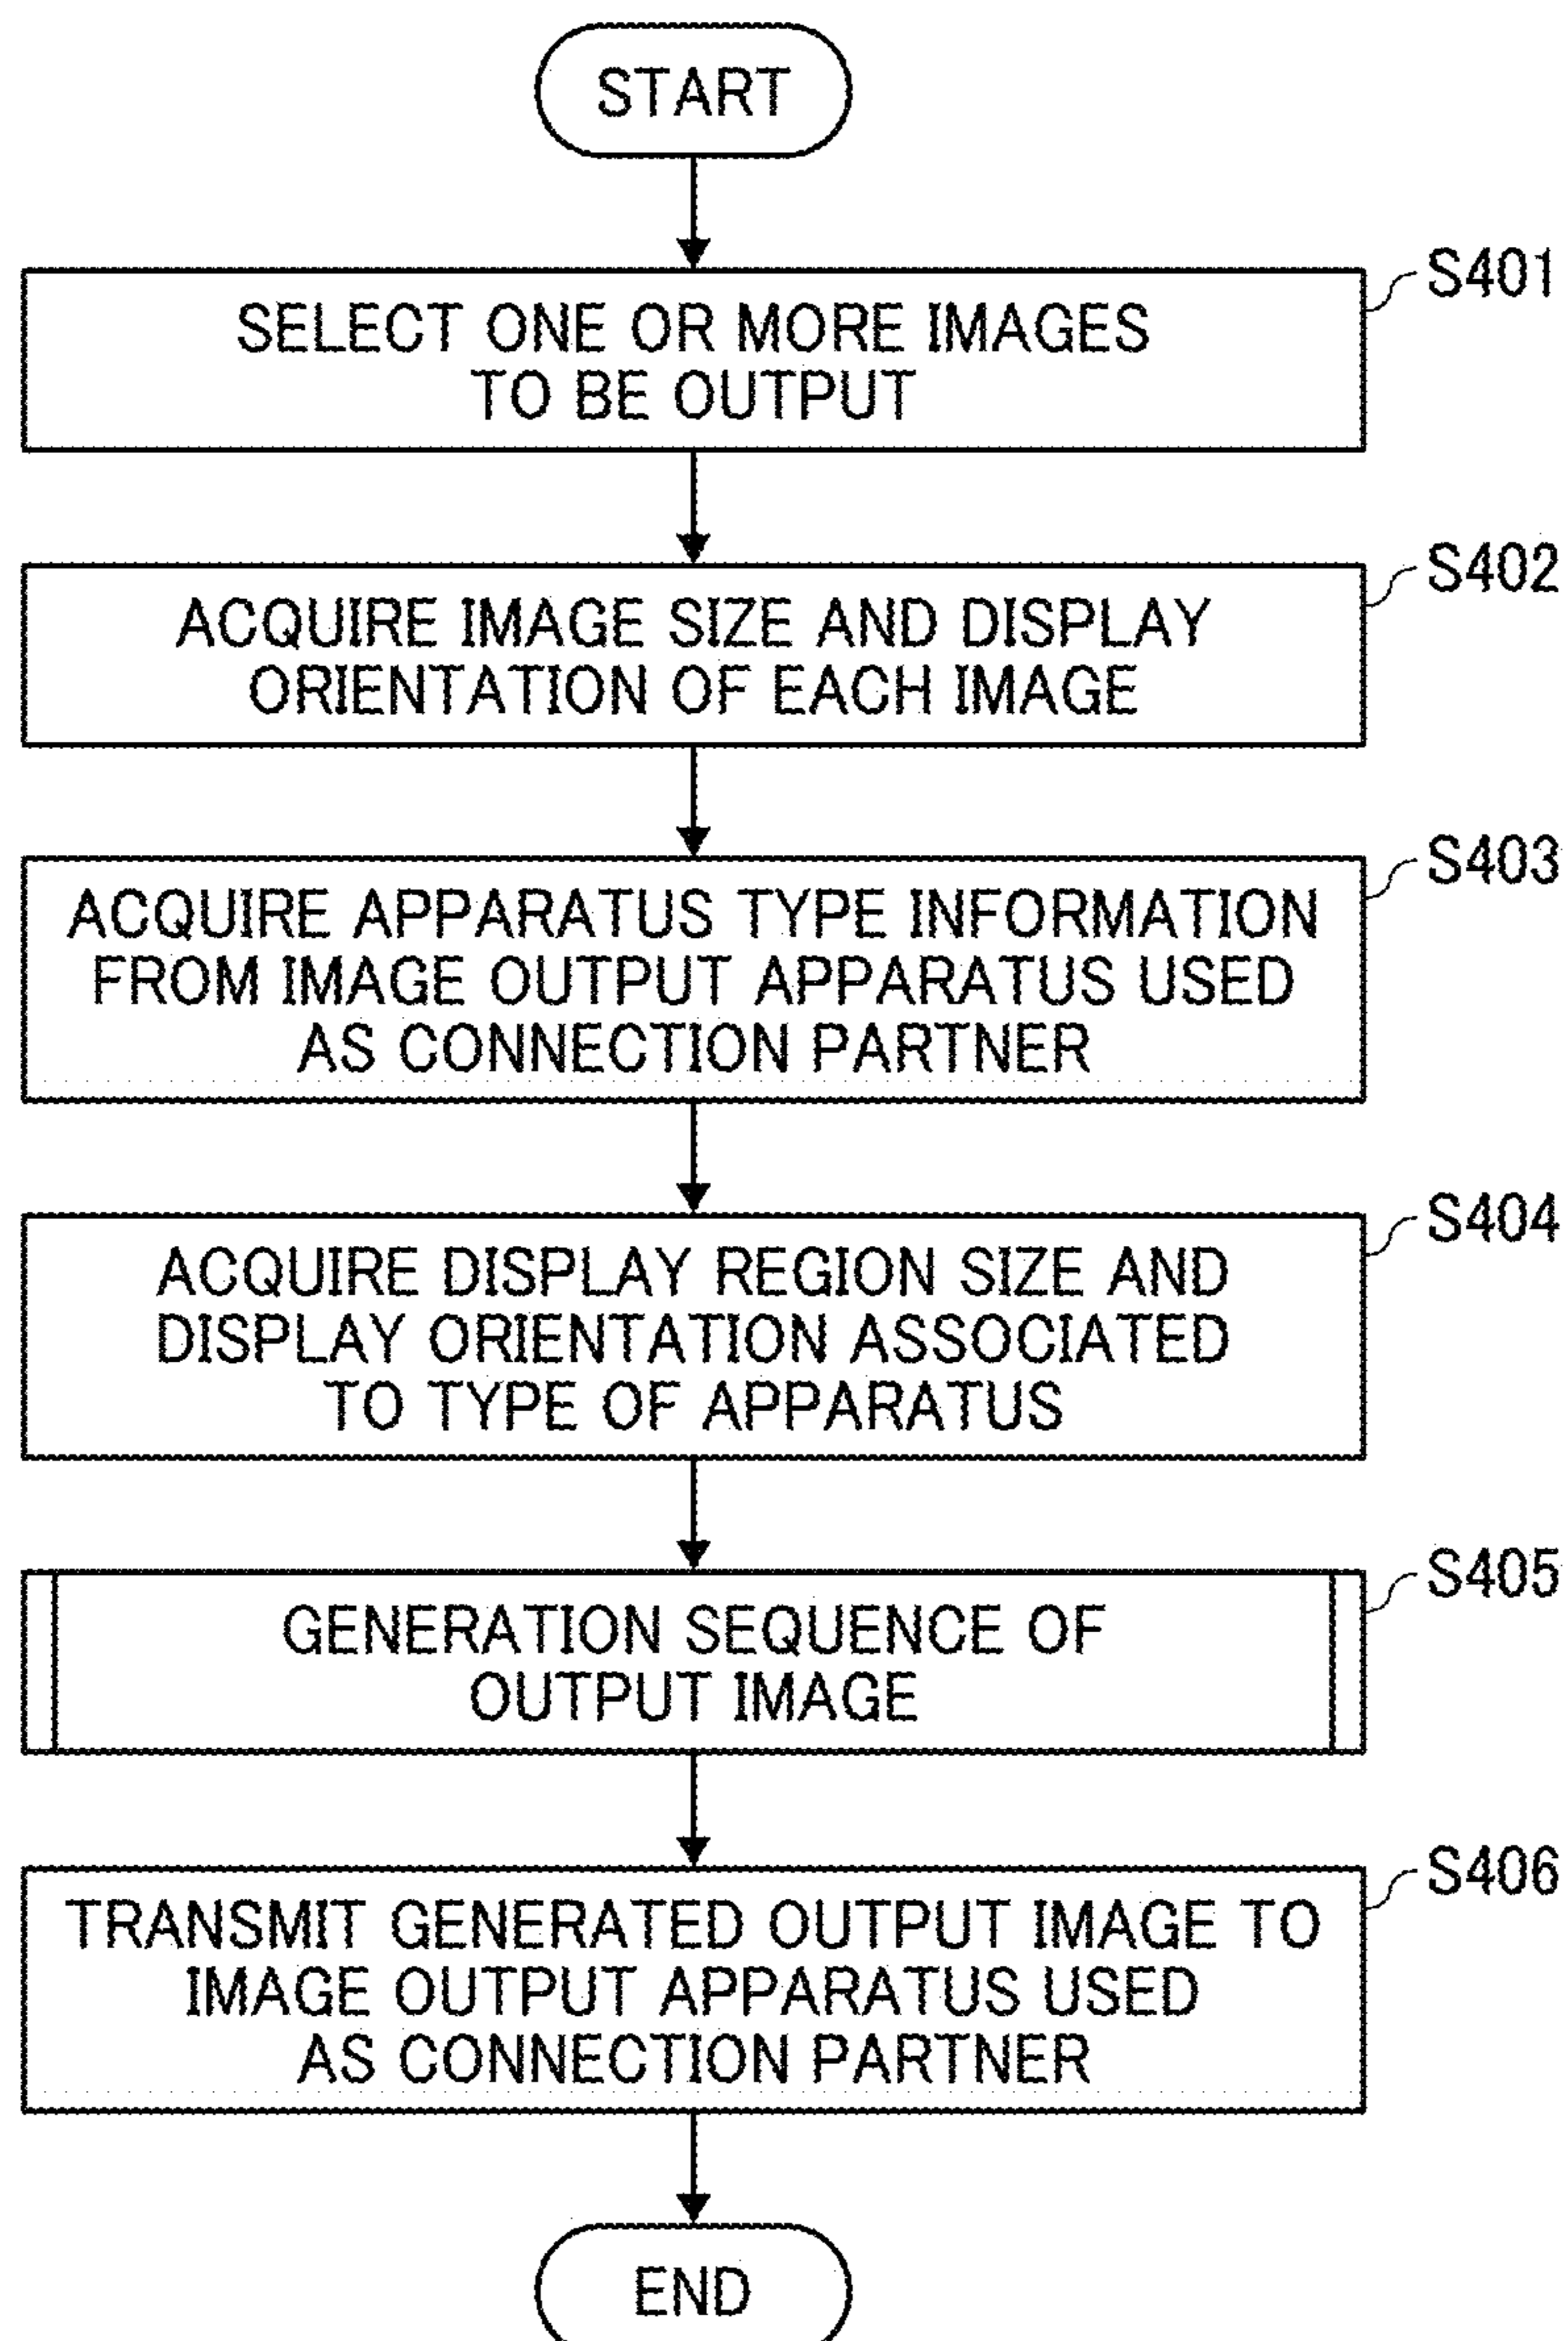 START
S401
SELECT ONE OR MORE IMAGES
TO BE OUTPUT
S402
ACQUIRE IMAGE SIZE AND DISPLAY
ORIENTATION OF EACH IMAGE
S403
ACQUIRE APPARATUS TYPE INFORMATION
FROM IMAGE OUTPUT APPARATUS USED
AS CONNECTION PARTNER
S404
ACQUIRE DISPLAY REGION SIZE AND
DISPLAY ORIENTATION ASSOCIATED
TO TYPE OF APPARATUS
S405
GENERATION SEQUENCE OF
OUTPUT IMAGE
S406
TRANSMIT GENERATED OUTPUT IMAGE TO
IMAGE OUTPUT APPARATUS USED
AS CONNECTION PARTNER
END